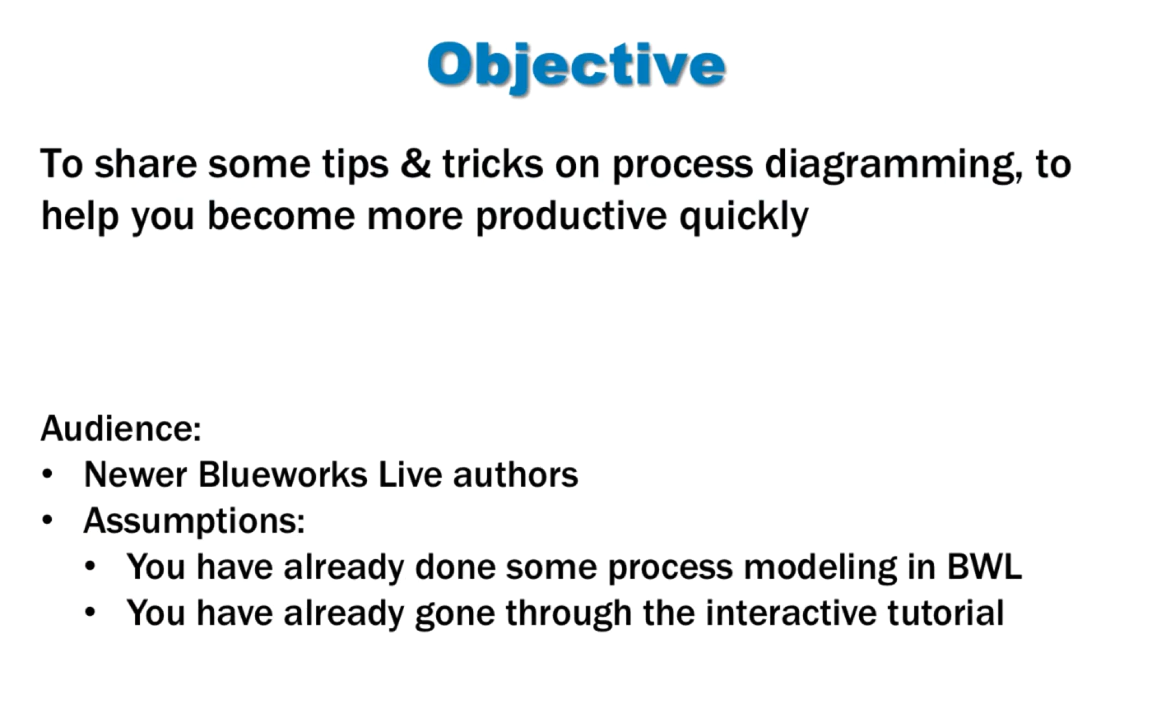 Objective
To share some tips & tricks on process diagramming, to
help you become more productive quickly
Audience:
• Newer Blueworks Live authors
• Assumptions:
• You have already done some process modeling in BWL
• You have already gone through the interactive tutorial